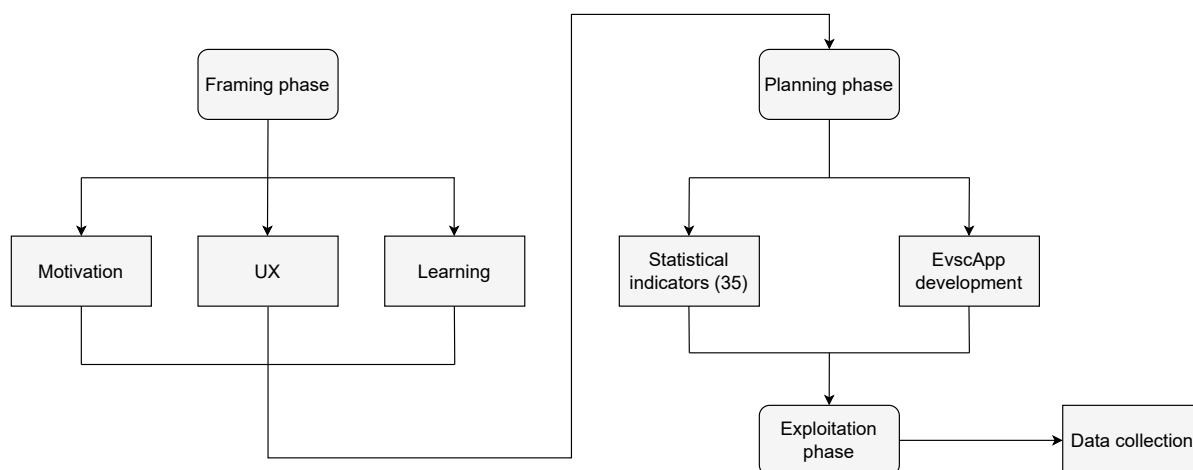 Framing phase
Motivation
UX
Learning
Planning phase
Statistical
indicators (35)
EvscApp
development
Exploitation
phase
Data collection